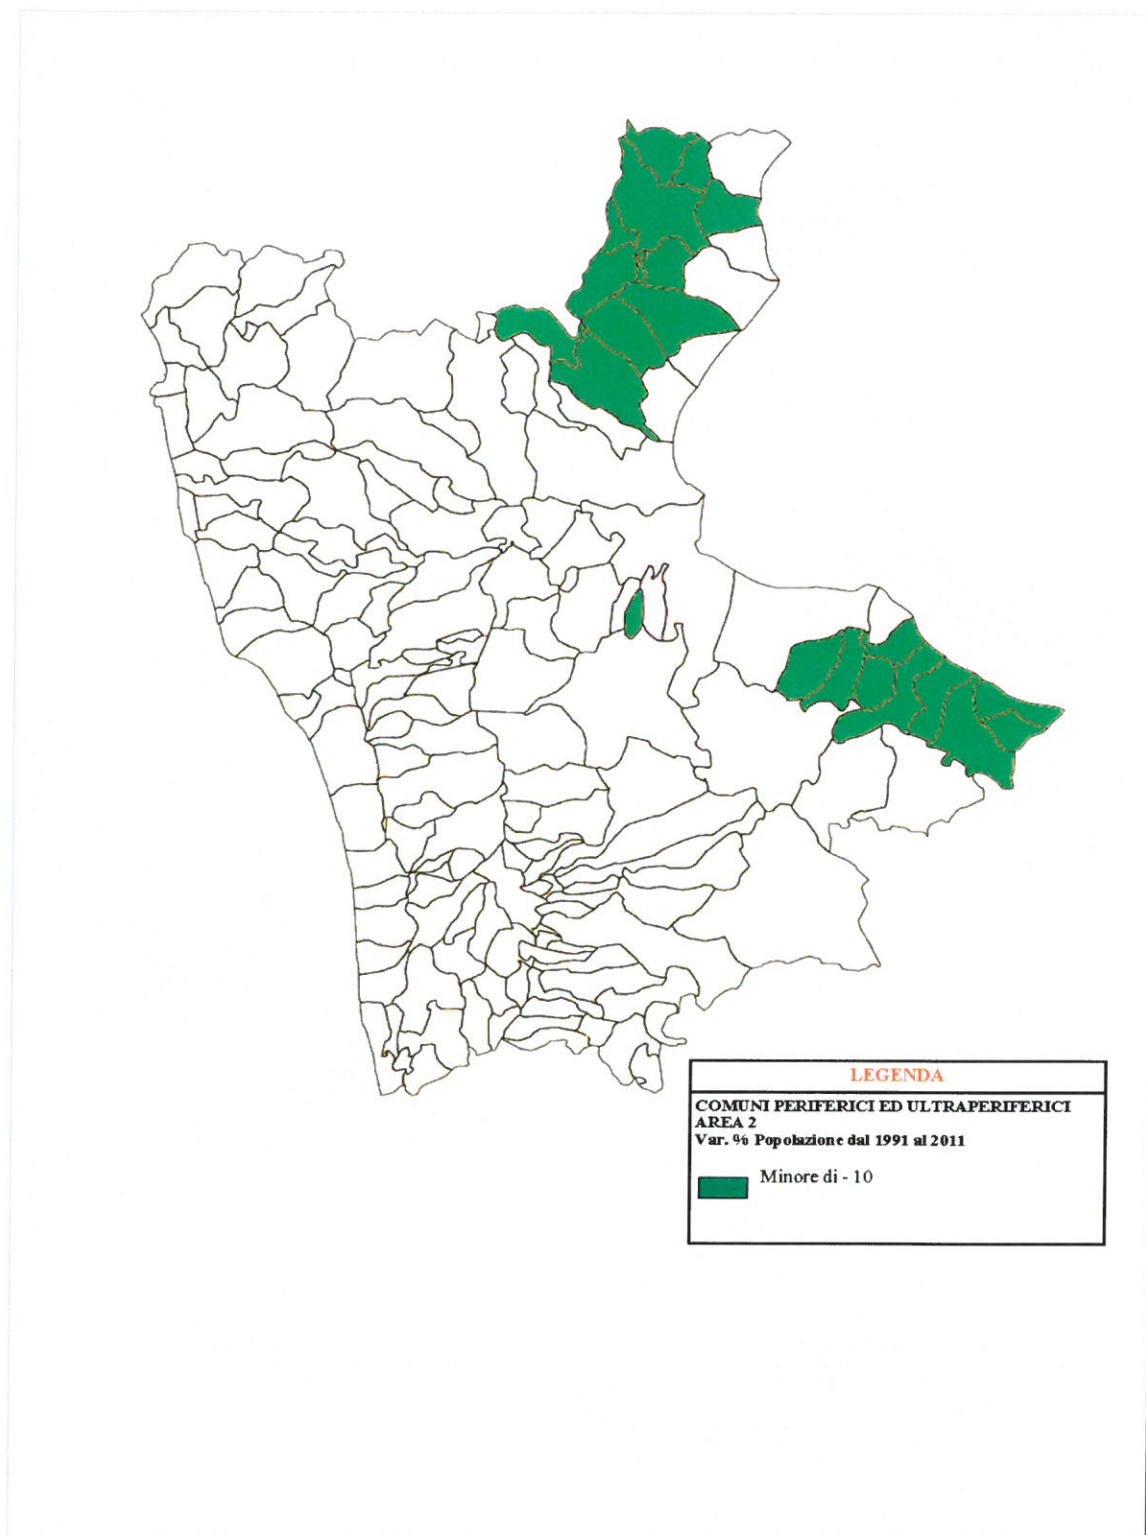 LEGENDA
COMUNI PERIFERICI ED ULTRAPERIFERICI
AREA 2
Var. % Popolazione dal 1991 al 2011
Minore di - 10